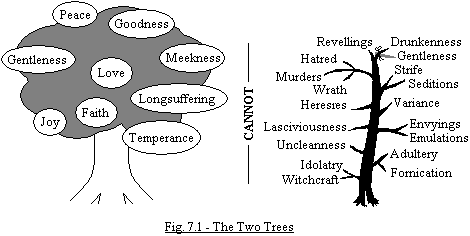 Peace
Goodness
Gentleness
Meekness
Love
Longsuffering
Faith
Joy
Temperance
CANNOT
Revellings
Drunkenness
Gentleness
Hatred
Strife
Murders
Seditions
Wrath
Heresies
Variance
Lasciviousness
Envyings
Emulations
Uncleanness
Adultery
Idolatry
Fornication
Witchcraft
Fig. 7.1 - The Two Trees